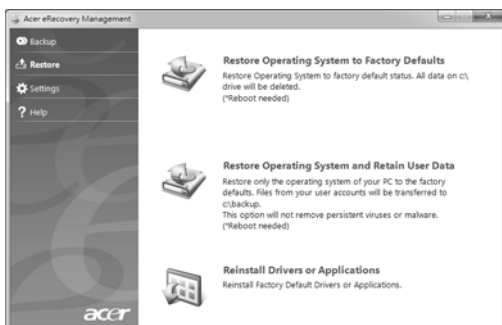 Acer eRecovery Management
Backup
Restore
Settings
Help
Restore Operating System to Factory Defaults
Restore Operating System to factory default status. All data on c:\
drive will be deleted.
(*Reboot needed)
Restore Operating System and Retain User Data
Restore only the operating system of your PC to the factory
defaults. Files from your user accounts will be transferred to
c:\backup.
This option will not remove persistent viruses or malware.
(*Reboot needed)
Reinstall Drivers or Applications
Reinstall Factory Default Drivers or Applications.
acer